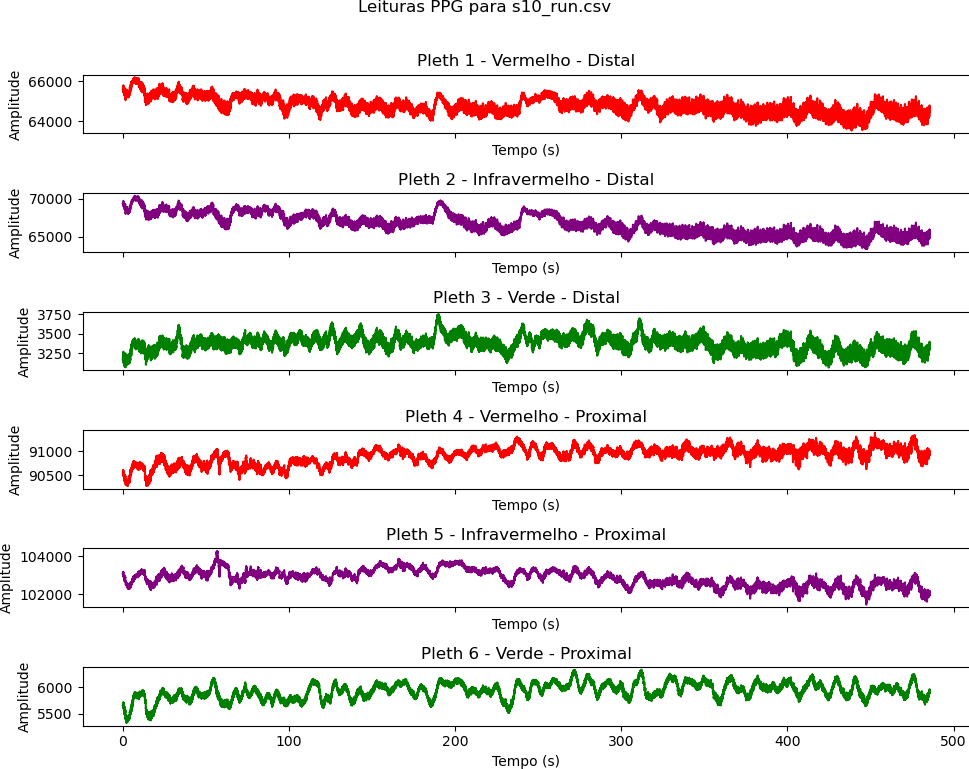 Leituras PPG para s10_run.csv
Pleth 1 - Vermelho - Distal
Amplitude
66000
64000
Tempo (s)
Pleth 2 - Infravermelho - Distal
Amplitude
70000
65000
Tempo (s)
Pleth 3 - Verde - Distal
Amplitude
3750
3500
3250
Tempo (s)
Pleth 4 - Vermelho - Proximal
Amplitude
91000
90500
Tempo (s)
Pleth 5 - Infravermelho - Proximal
Amplitude
104000
102000
Tempo (s)
Pleth 6 - Verde - Proximal
Amplitude
6000
5500
0 100 200 300 400 500
Tempo (s)